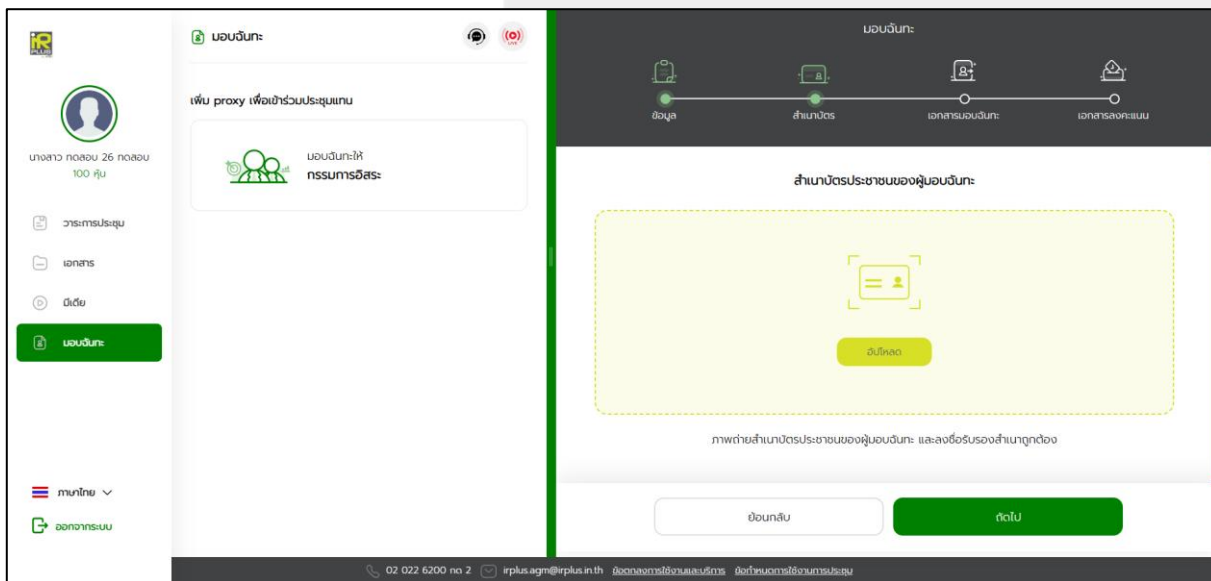 iR
PLUS
นางสาว ทดสอบ 26 ทดสอบ
100 หุ้น
วาระการประชุม
เอกสาร
มีเดีย
มอบฉันทะ
ภาษาไทย
ออกจากระบบ
มอบฉันทะ
LIVE
เพิ่ม proxy เพื่อเข้าร่วมประชุมแทน
มอบฉันทะให้
กรรมการอิสระ
มอบฉันทะ
ข้อมูล สำเนาบัตร เอกสารมอบฉันทะ เอกสารลงคะแนน
สำเนาบัตรประชาชนของผู้มอบฉันทะ
อัปโหลด
ภาพถ่ายสำเนาบัตรประชาชนของผู้มอบฉันทะ และลงชื่อรับรองสำเนาถูกต้อง
ย้อนกลับ ถัดไป
02 022 6200 กด 2 irplus.agm@irplus.in.th ข้อตกลงการใช้งานและบริการ ข้อกำหนดการใช้งานการประชุม